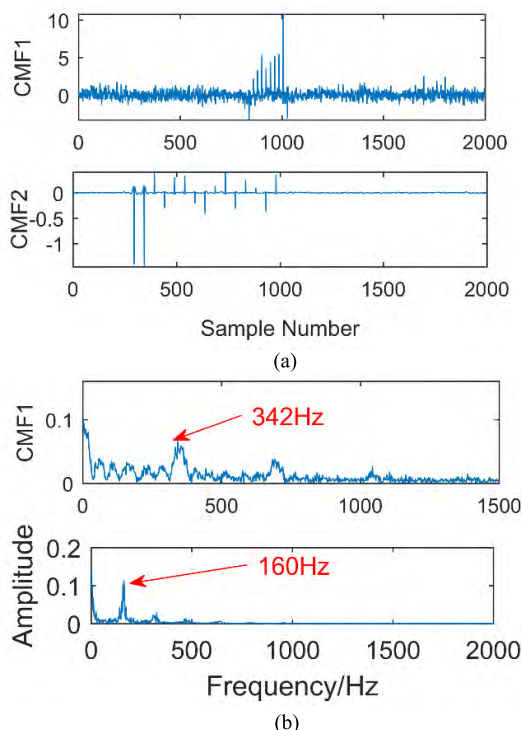 10
5
0
CMF1
0 500 1000 1500 2000
0
-0.5
-1
CMF2
0 500 1000 1500 2000
Sample Number
(a)
0.1
0
CMF1
342Hz
0 500 1000 1500
0.2
0.1
0
Amplitude
160Hz
0 500 1000 1500 2000
Frequency/Hz
(b)